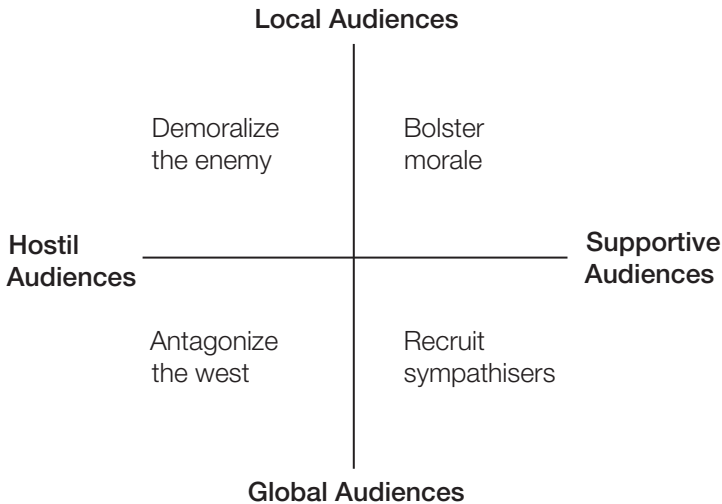 Local Audiences
Demoralize
the enemy
Bolster
morale
Hostil
Audiences
Supportive
Audiences
Antagonize
the west
Recruit
sympathisers
Global Audiences